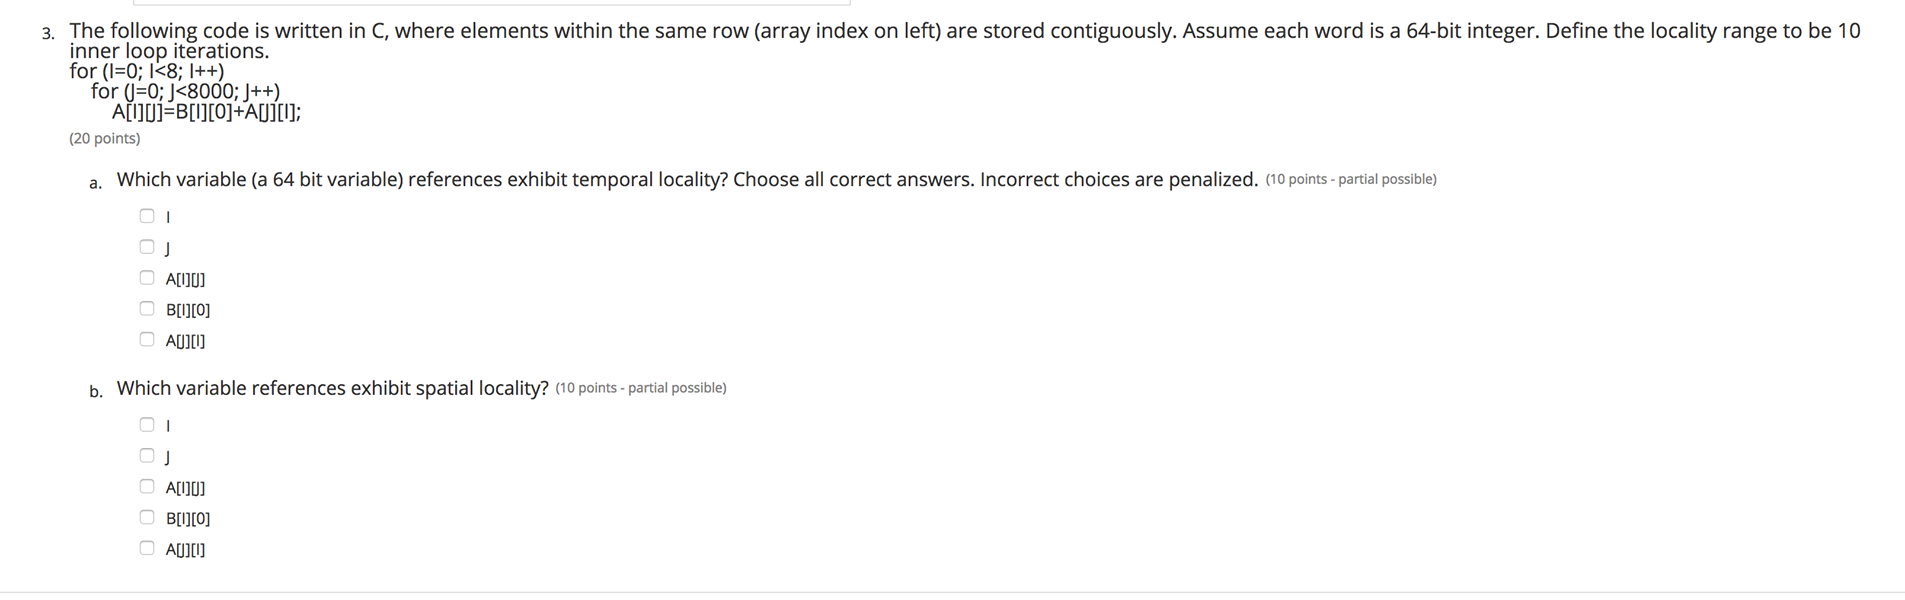 3. The following code is written in C, where elements within the same row (array index on left) are stored contiguously. Assume each word is a 64-bit integer. Define the locality range to be 10
inner loop iterations.
for (I=0; I<8; I++)
for (J=0; J<8000; J++)
A[I][J]=B[I][0]+A[J][I];
(20 points)
a. Which variable (a 64 bit variable) references exhibit temporal locality? Choose all correct answers. Incorrect choices are penalized. (10 points - partial possible)
I
J
A[I][J]
B[I][0]
A[J][I]
b. Which variable references exhibit spatial locality? (10 points - partial possible)
I
J
A[I][J]
B[I][0]
A[J][I]